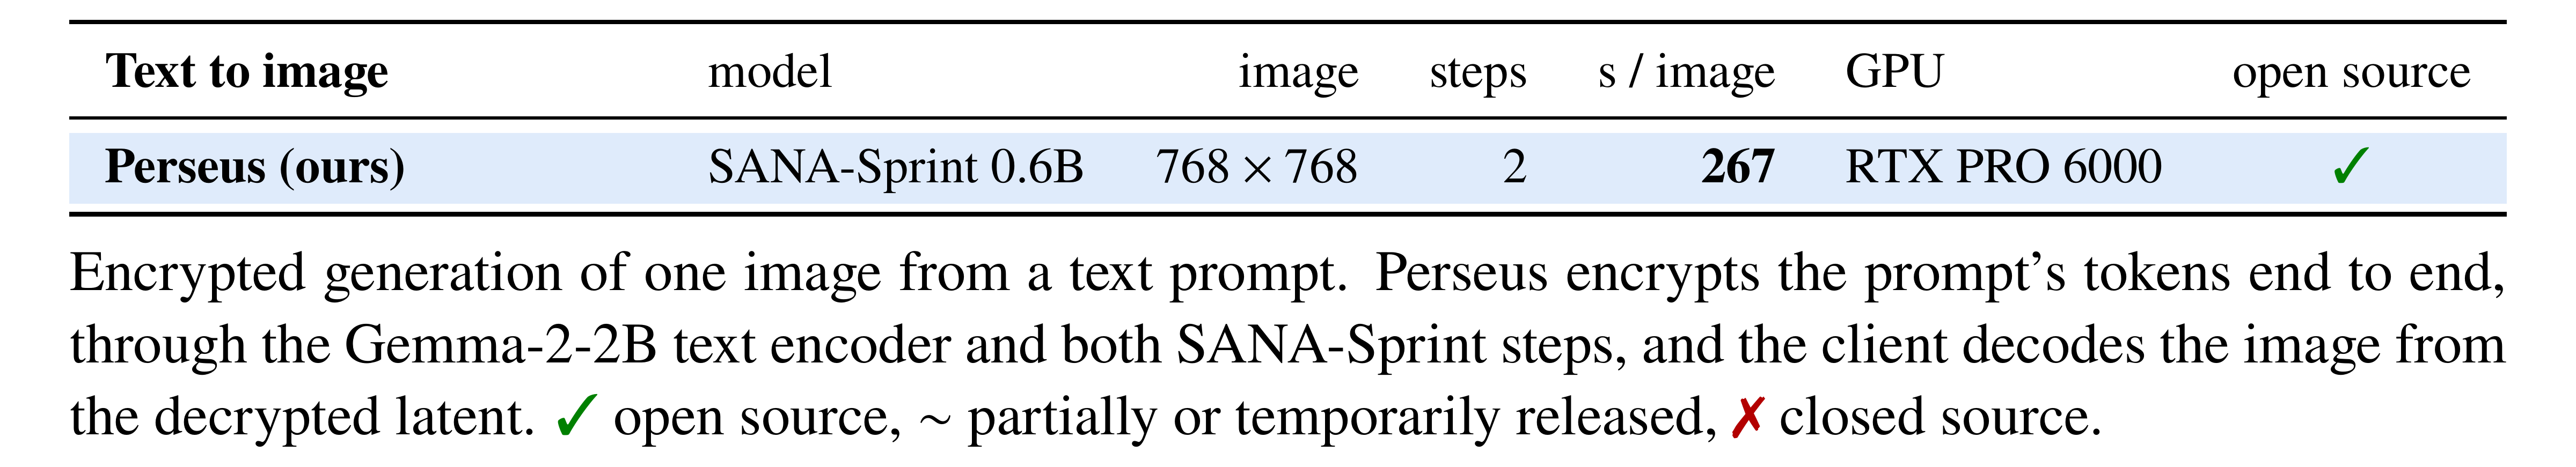 Text to image model image steps s / image GPU open source
Perseus (ours) SANA-Sprint 0.6B 768 × 768 2 267 RTX PRO 6000 ✓
Encrypted generation of one image from a text prompt. Perseus encrypts the prompt’s tokens end to end,
through the Gemma-2-2B text encoder and both SANA-Sprint steps, and the client decodes the image from
the decrypted latent. ✓ open source, ~ partially or temporarily released, ✗ closed source.